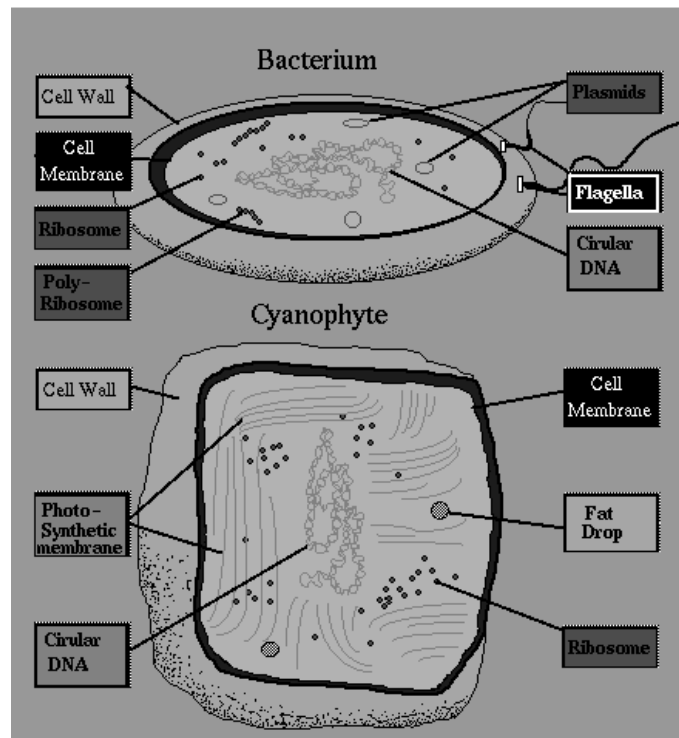 Bacterium
Cell Wall
Cell
Membrane
Ribosome
Poly-
Ribosome
Plasmids
Flagella
Cirular
DNA
Cyanophyte
Cell Wall
Photo-
Synthetic
membrane
Cirular
DNA
Cell
Membrane
Fat
Drop
Ribosome